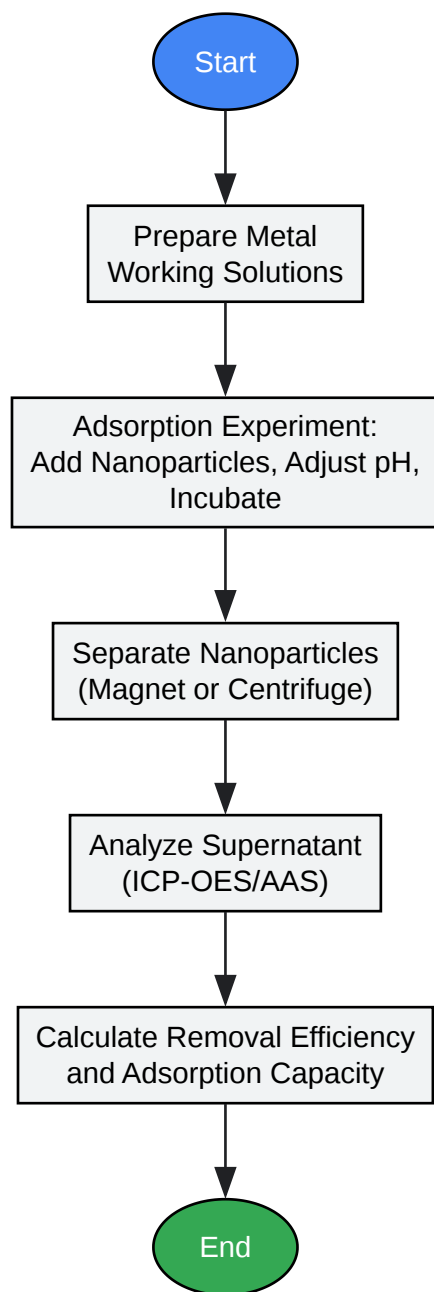 Start
Prepare Metal
Working Solutions
Adsorption Experiment:
Add Nanoparticles, Adjust pH,
Incubate
Separate Nanoparticles
(Magnet or Centrifuge)
Analyze Supernatant
(ICP-OES/AAS)
Calculate Removal Efficiency
and Adsorption Capacity
End